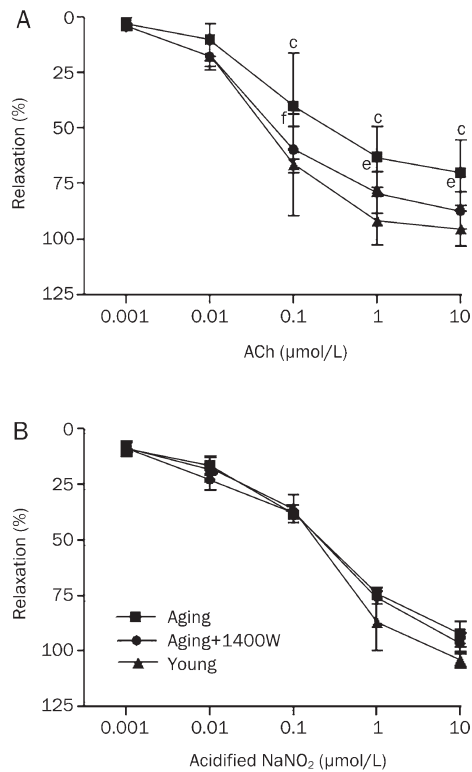 A
0
25
50
75
100
125
Relaxation (%)
c
f
c
e
c
e
0.001 0.01 0.1 1 10
ACh (μmol/L)
B
0
25
50
75
100
125
Relaxation (%)
Aging
Aging+1400W
Young
0.001 0.01 0.1 1 10
Acidified NaNO₂ (μmol/L)